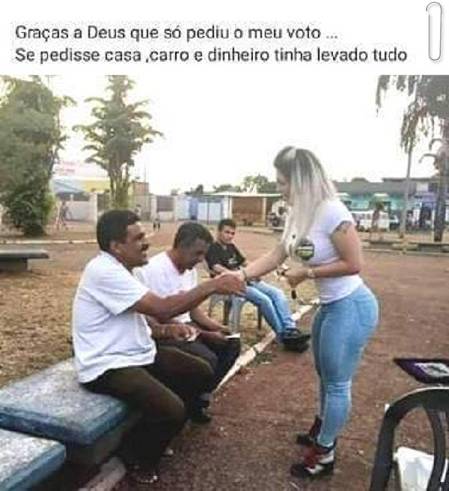 Graças a Deus que só pediu o meu voto ...
Se pedisse casa ,carro e dinheiro tinha levado tudo